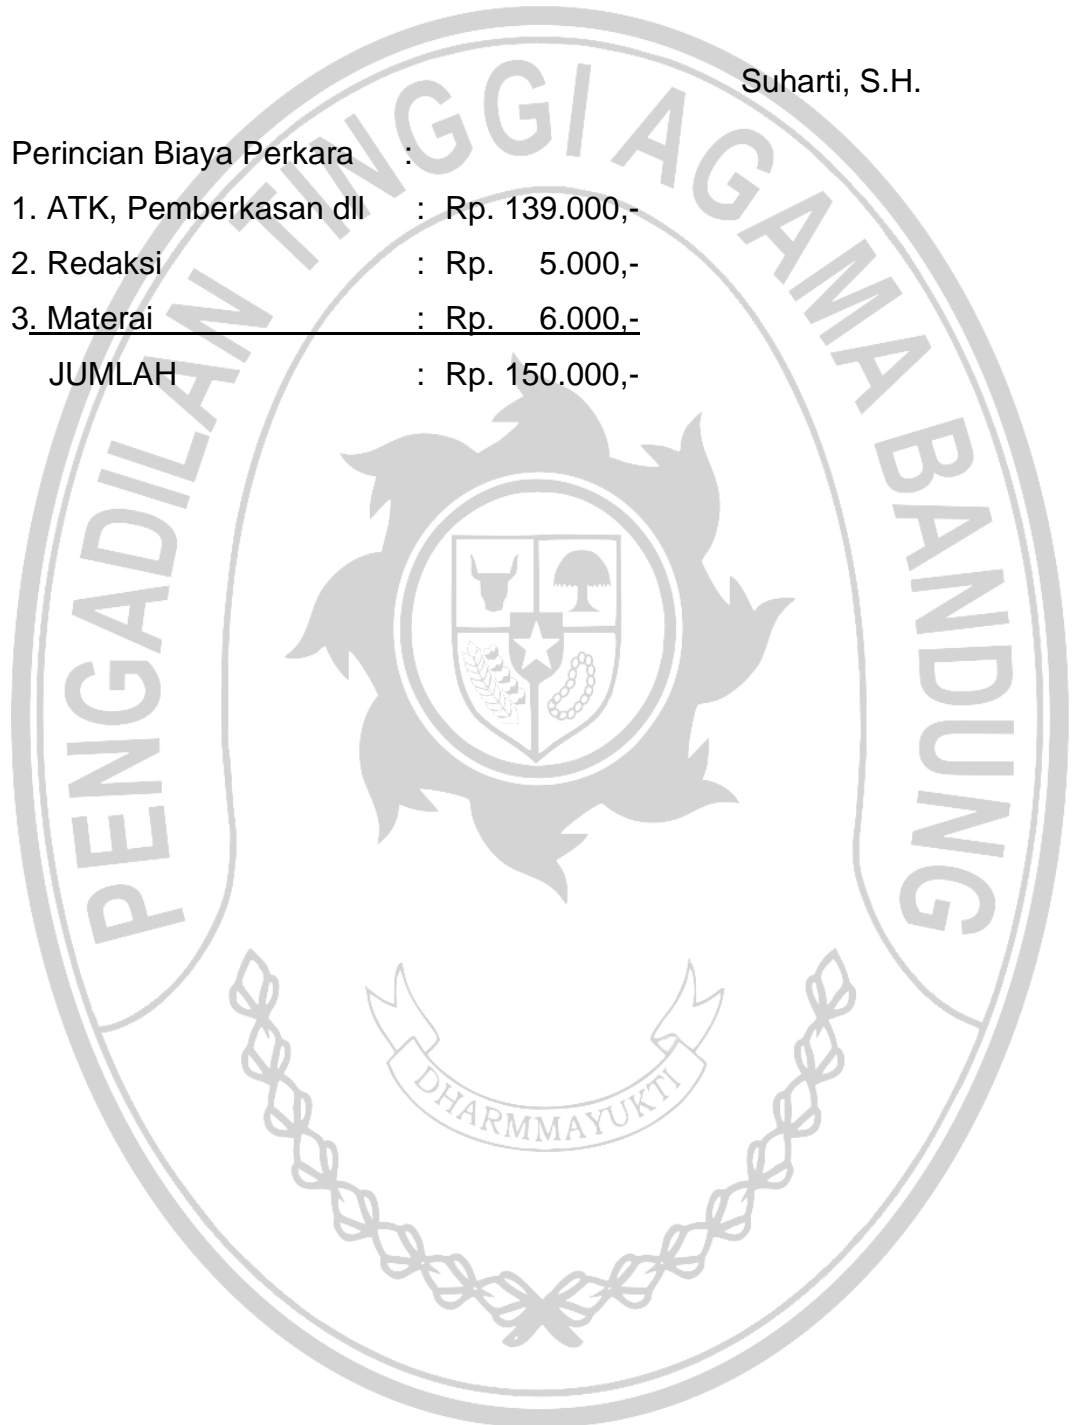 Suharti, S.H.
Perincian Biaya Perkara :
1. ATK, Pemberkasan dll : Rp. 139.000,-
2. Redaksi : Rp. 5.000,-
3. Materai : Rp. 6.000,-
JUMLAH : Rp. 150.000,-
PENGADILAN TINGGI AGAMA BANDUNG
DHARMMAYUKTI